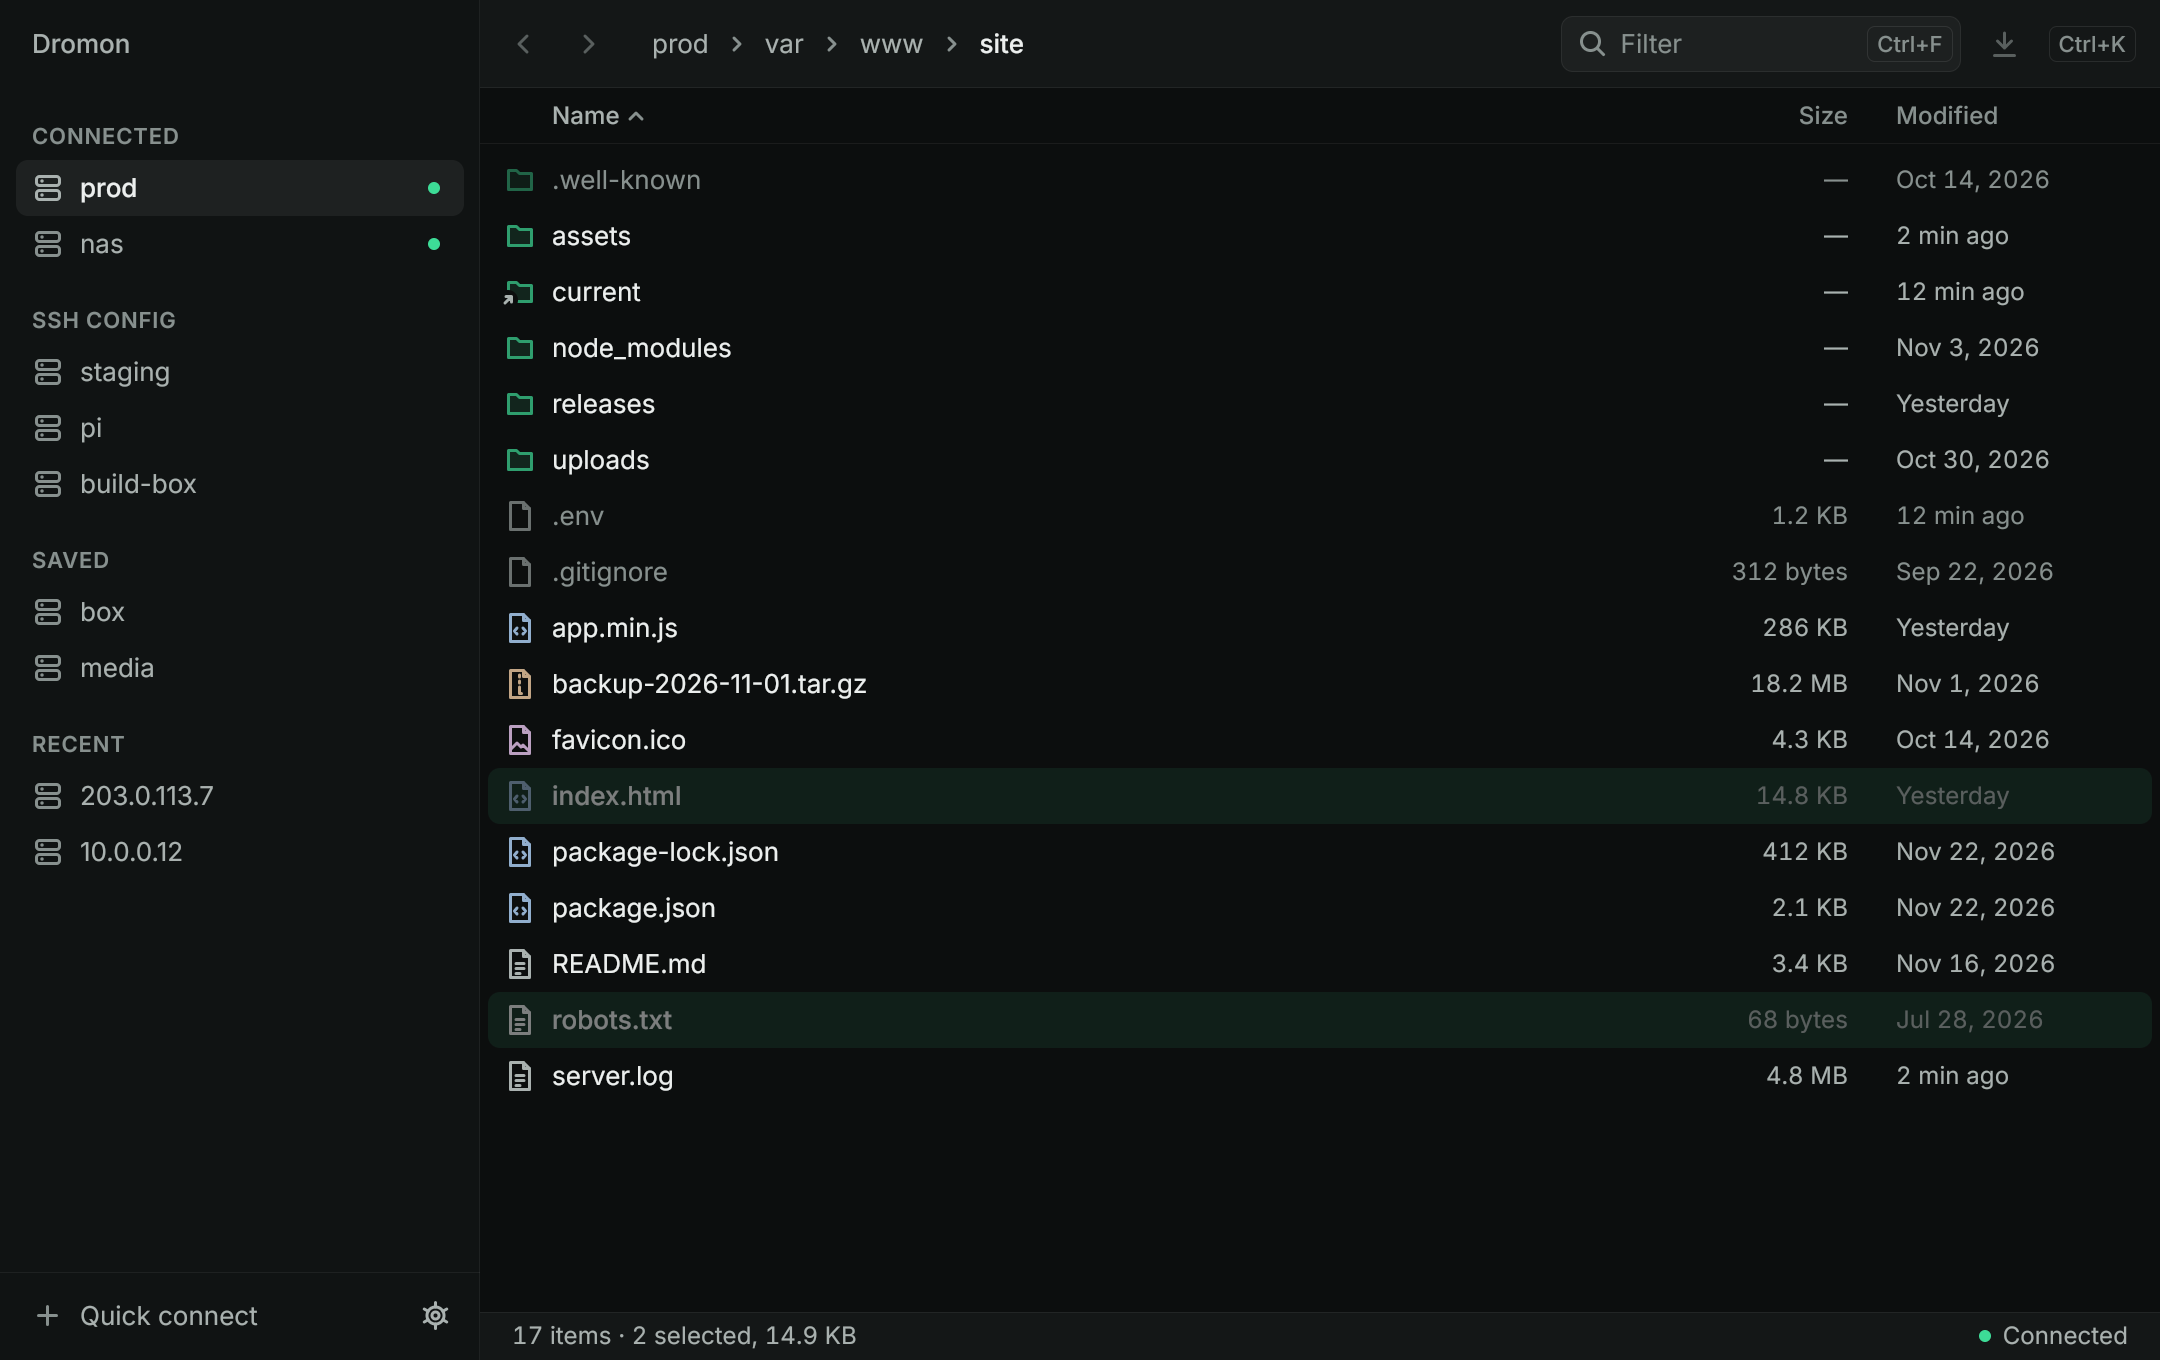 Dromon
CONNECTED
prod
nas
SSH CONFIG
staging
pi
build-box
SAVED
box
media
RECENT
203.0.113.7
10.0.0.12
Quick connect
prod > var > www > site
Filter Ctrl+F
Ctrl+K
Name Size Modified
.well-known — Oct 14, 2026
assets — 2 min ago
current — 12 min ago
node_modules — Nov 3, 2026
releases — Yesterday
uploads — Oct 30, 2026
.env 1.2 KB 12 min ago
.gitignore 312 bytes Sep 22, 2026
app.min.js 286 KB Yesterday
backup-2026-11-01.tar.gz 18.2 MB Nov 1, 2026
favicon.ico 4.3 KB Oct 14, 2026
index.html 14.8 KB Yesterday
package-lock.json 412 KB Nov 22, 2026
package.json 2.1 KB Nov 22, 2026
README.md 3.4 KB Nov 16, 2026
robots.txt 68 bytes Jul 28, 2026
server.log 4.8 MB 2 min ago
17 items · 2 selected, 14.9 KB
Connected